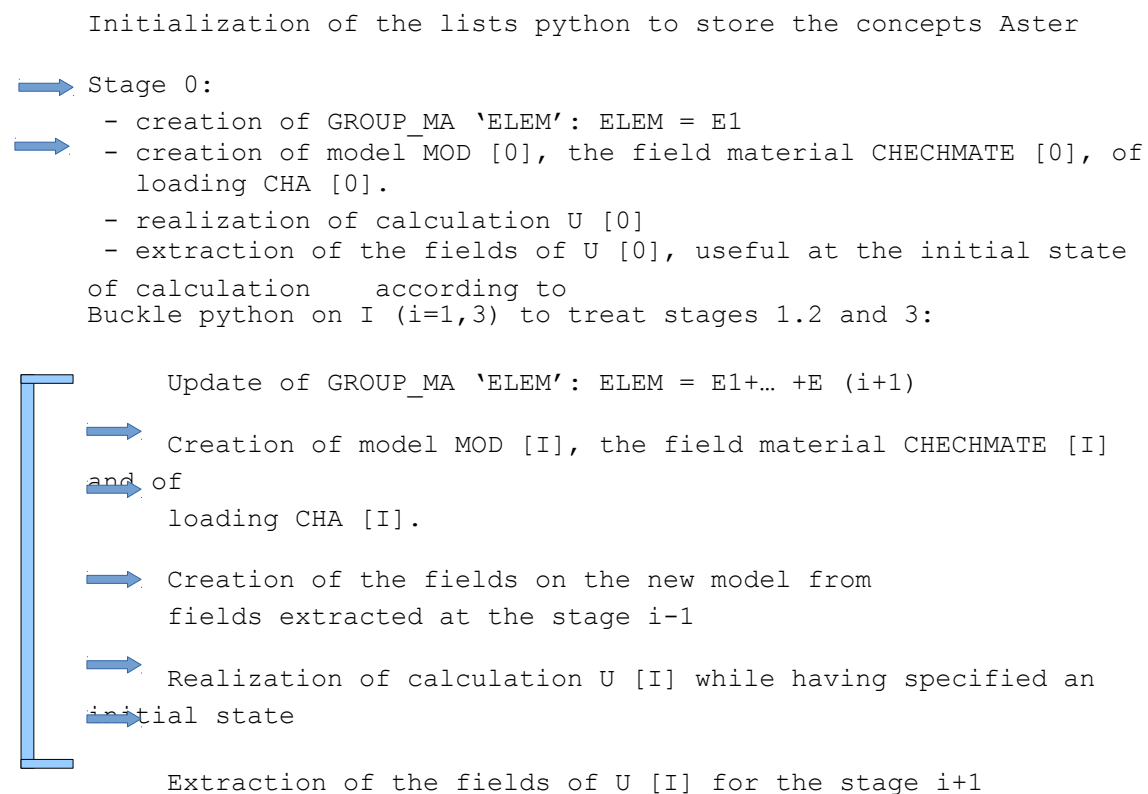 Initialization of the lists python to store the concepts Aster
Stage 0:
- creation of GROUP_MA ‘ELEM’: ELEM = E1
- creation of model MOD [0], the field material CHECHMATE [0], of
loading CHA [0].
- realization of calculation U [0]
- extraction of the fields of U [0], useful at the initial state
of calculation according to
Buckle python on I (i=1,3) to treat stages 1.2 and 3:
Update of GROUP_MA ‘ELEM’: ELEM = E1+… +E (i+1)
Creation of model MOD [I], the field material CHECHMATE [I]
and of
loading CHA [I].
Creation of the fields on the new model from
fields extracted at the stage i-1
Realization of calculation U [I] while having specified an
initial state
Extraction of the fields of U [I] for the stage i+1